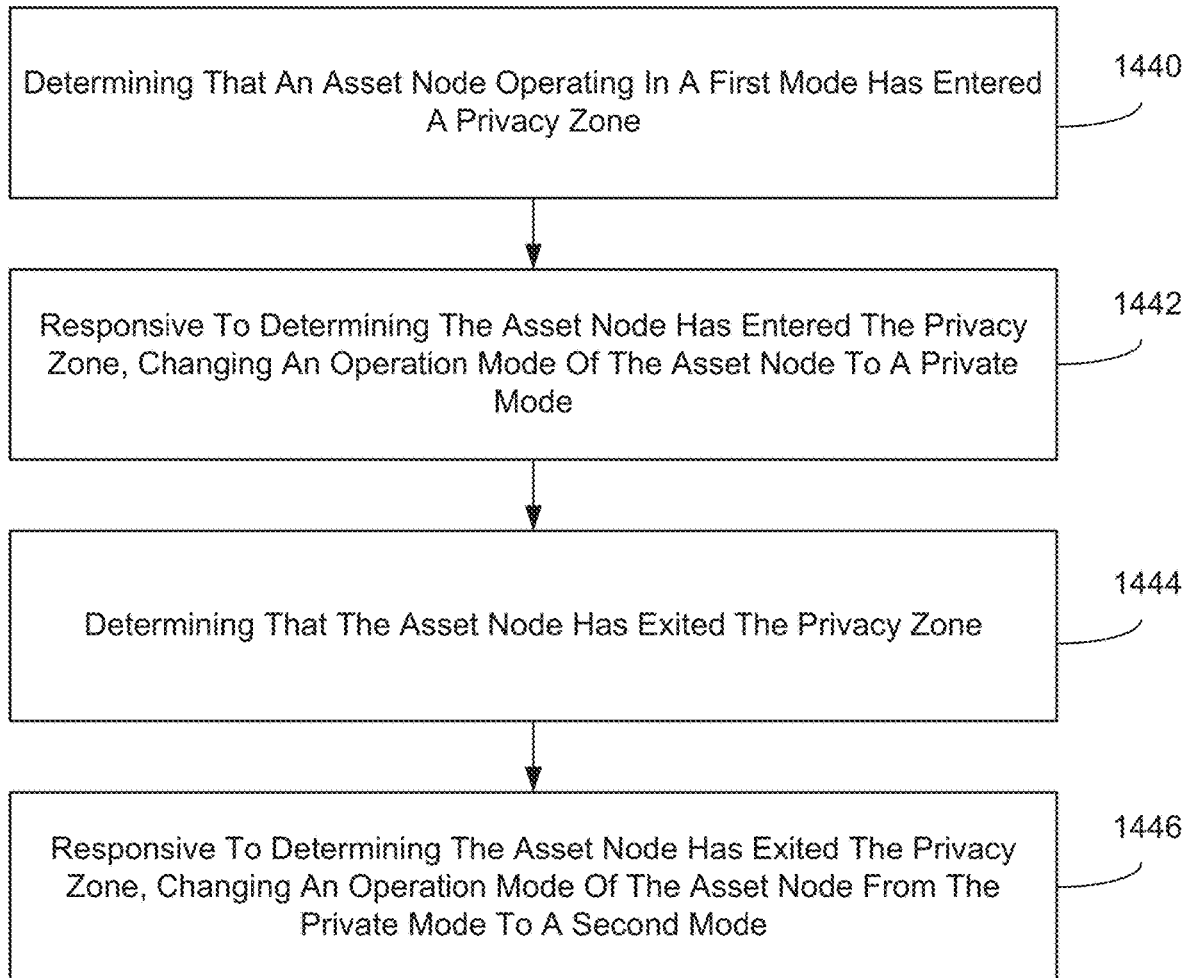 Determining That An Asset Node Operating In A First Mode Has Entered
A Privacy Zone
1440
Responsive To Determining The Asset Node Has Entered The Privacy
Zone, Changing An Operation Mode Of The Asset Node To A Private
Mode
1442
Determining That The Asset Node Has Exited The Privacy Zone
1444
Responsive To Determining The Asset Node Has Exited The Privacy
Zone, Changing An Operation Mode Of The Asset Node From The
Private Mode To A Second Mode
1446